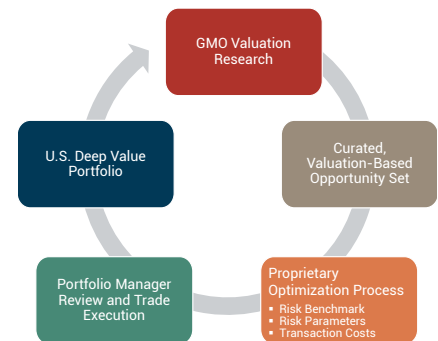 GMO Valuation
Research
Curated,
Valuation-Based
Opportunity Set
Proprietary
Optimization Process
▪ Risk Benchmark
▪ Risk Parameters
▪ Transaction Costs
Portfolio Manager
Review and Trade
Execution
U.S. Deep Value
Portfolio